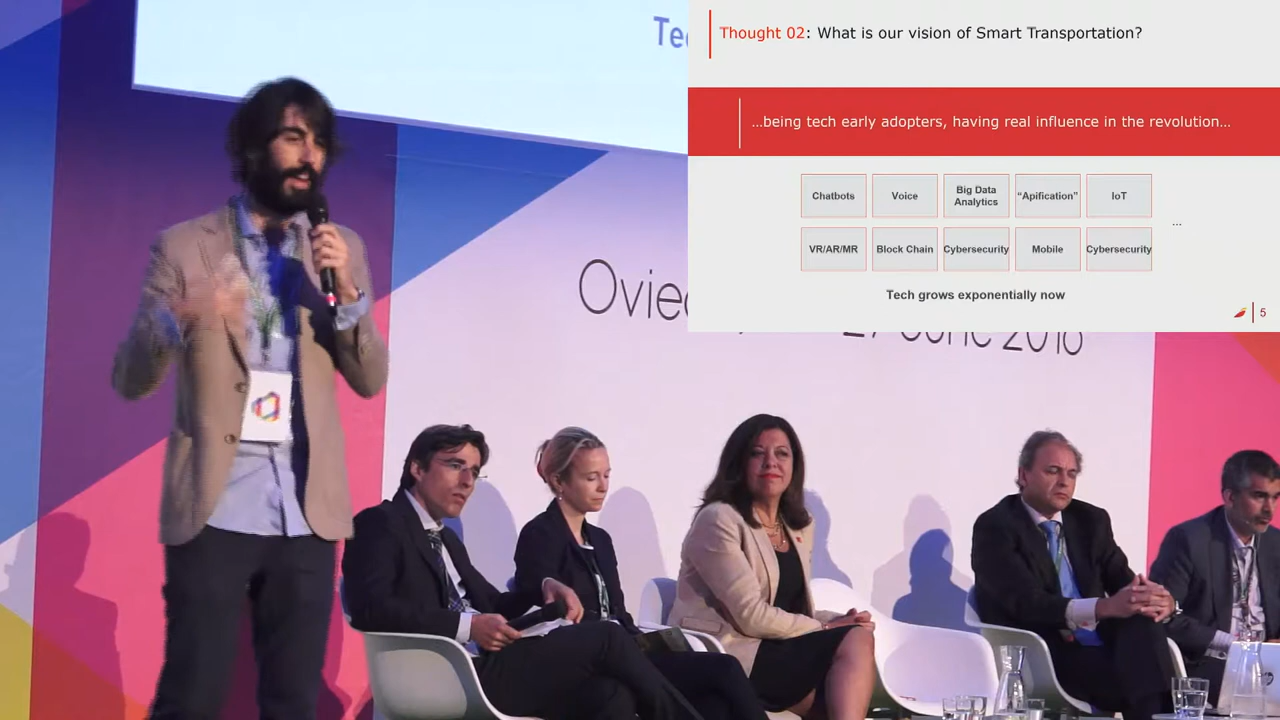 Thought 02: What is our vision of Smart Transportation?
…being tech early adopters, having real influence in the revolution…
Chatbots
Voice
Big Data
Analytics
“Apification”
IoT
...
VR/AR/MR
Block Chain
Cybersecurity
Mobile
Cybersecurity
Tech grows exponentially now
5